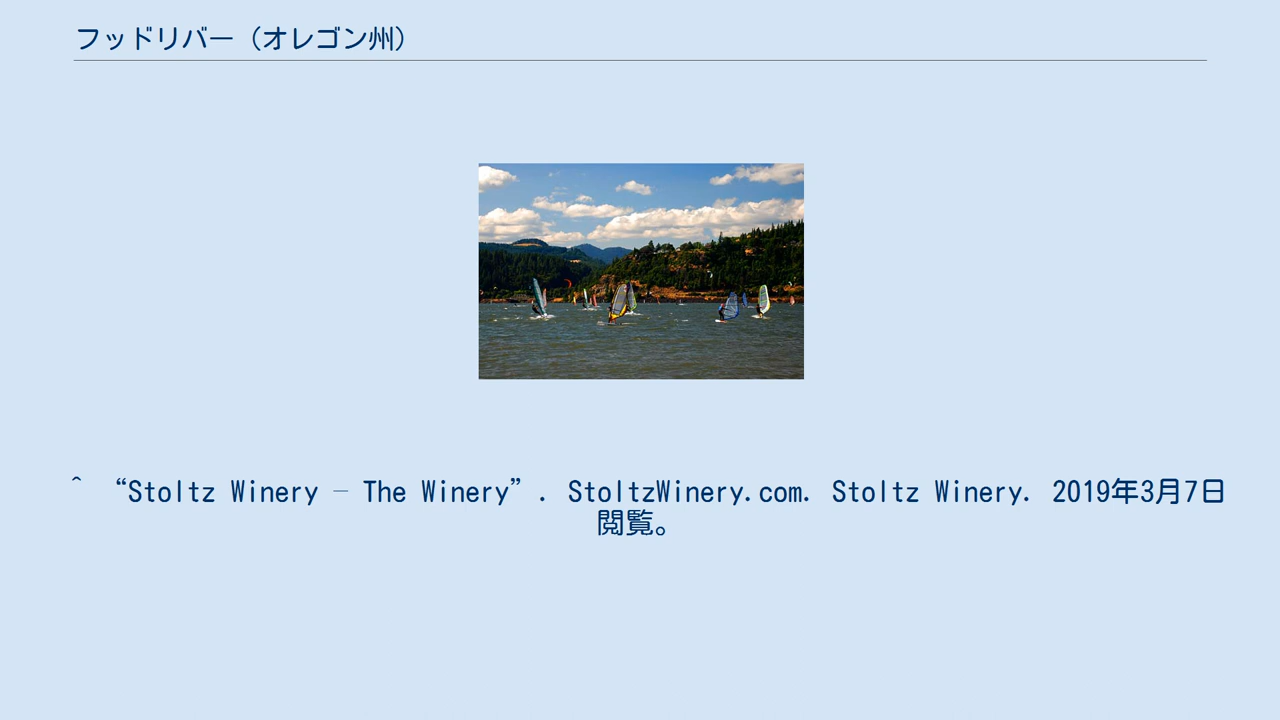 フッドリバー（オレゴン州）
^ “Stoltz Winery – The Winery”. StoltzWinery.com. Stoltz Winery. 2019年3月7日
閲覧。